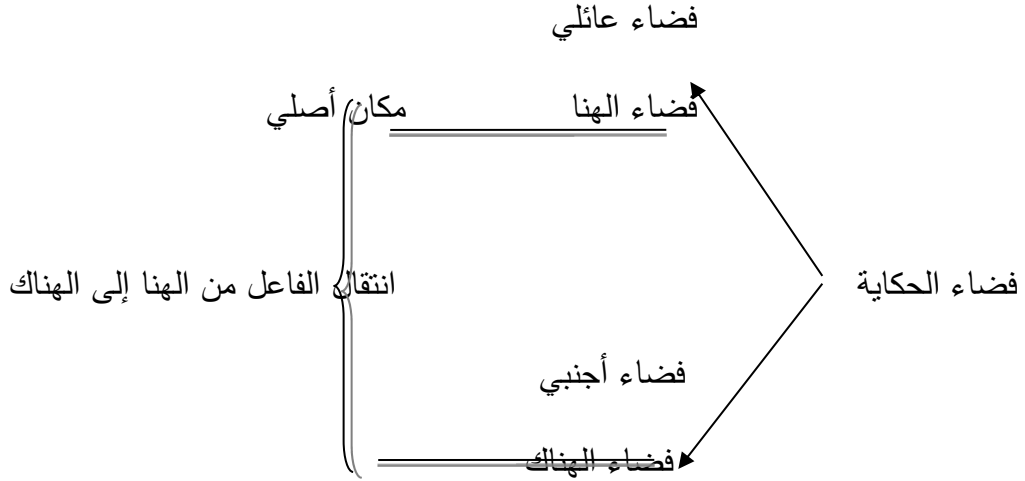 فضاء عائلي
فضاء الهنا
مكان أصلي
فضاء الحكاية
انتقال الفاعل من الهنا إلى الهناك
فضاء أجنبي
فضاء الهناك